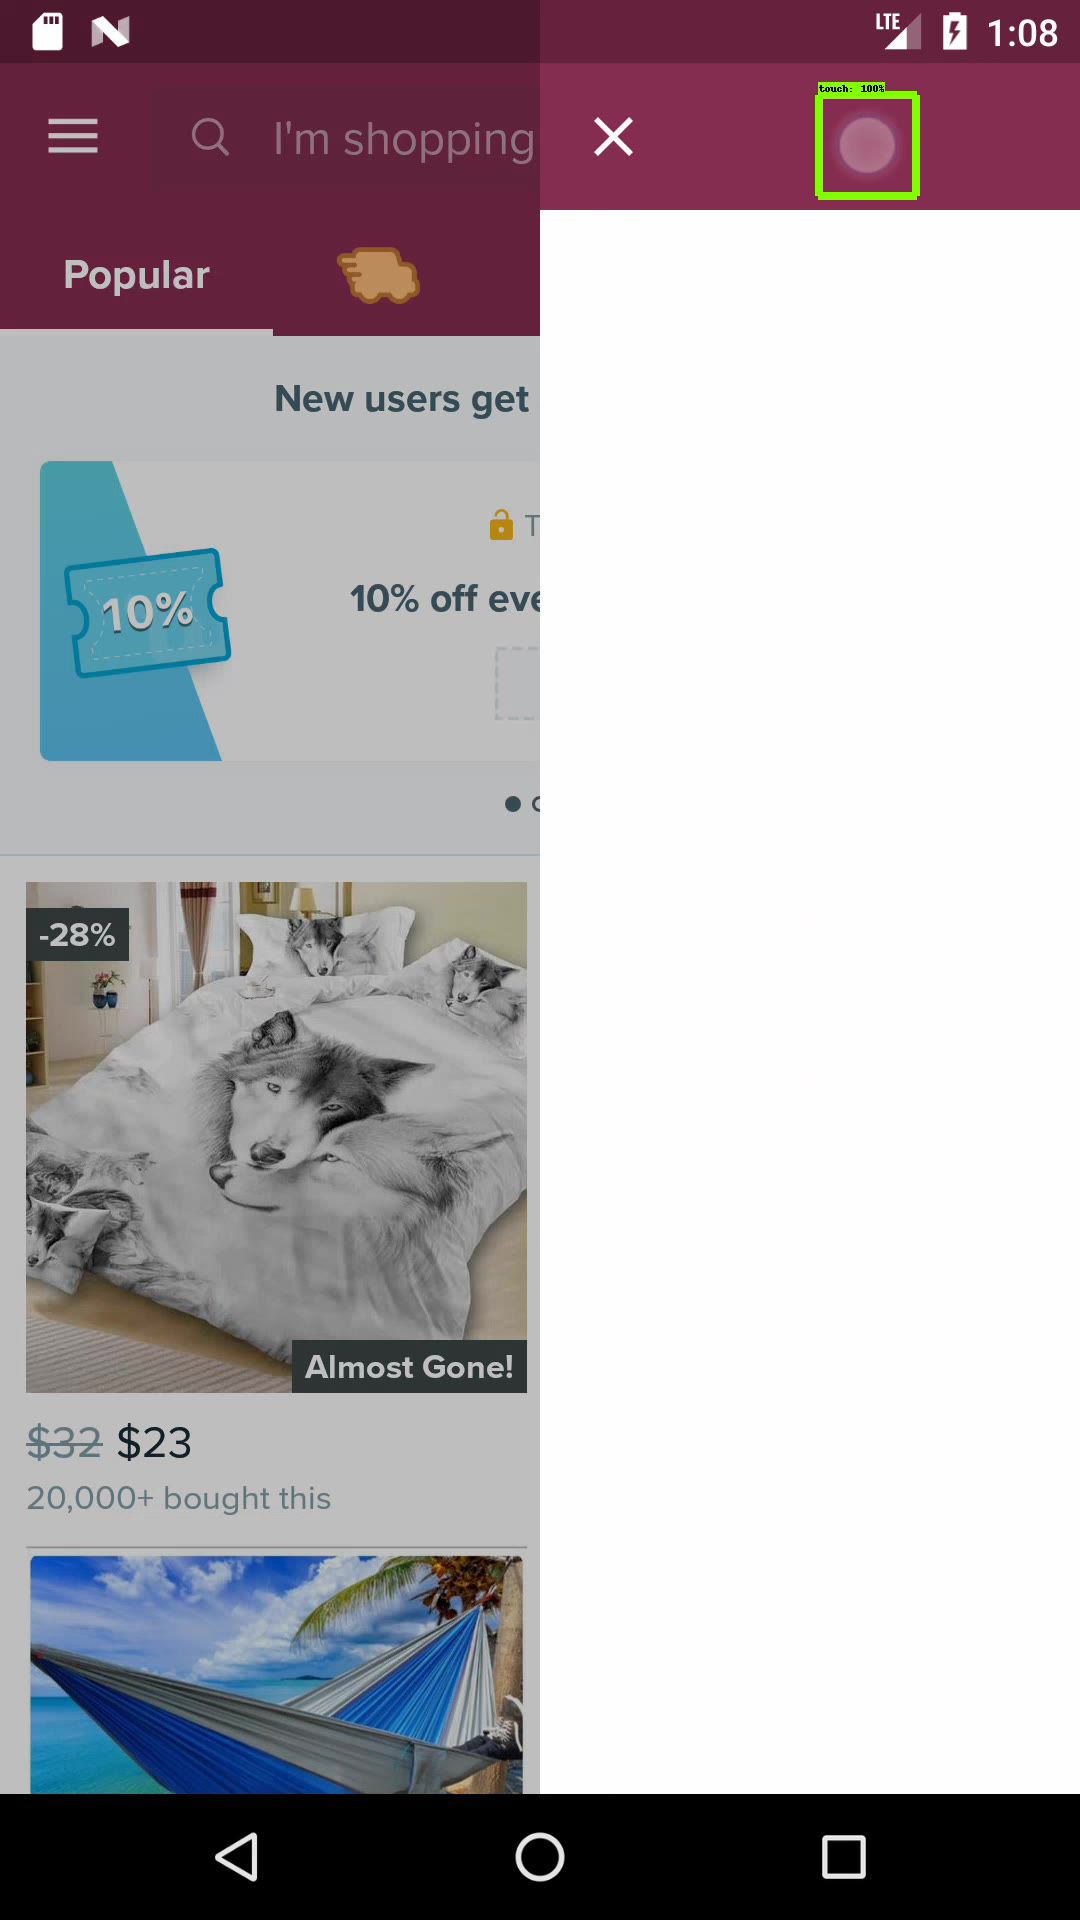 LTE 1:08
touch: 100%
I'm shopping
Popular
New users get
T
10% off eve
10%
-28%
Almost Gone!
$32 $23
20,000+ bought this